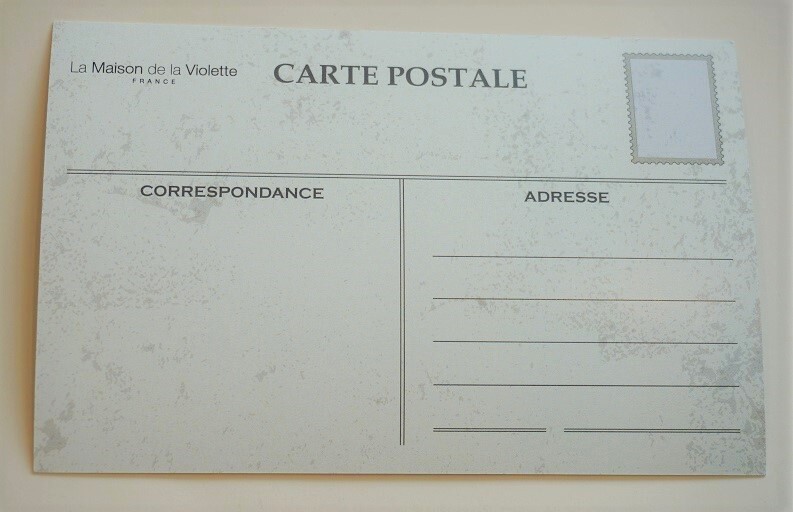 La Maison de la Violette
FRANCE
CARTE POSTALE
CORRESPONDANCE
ADRESSE